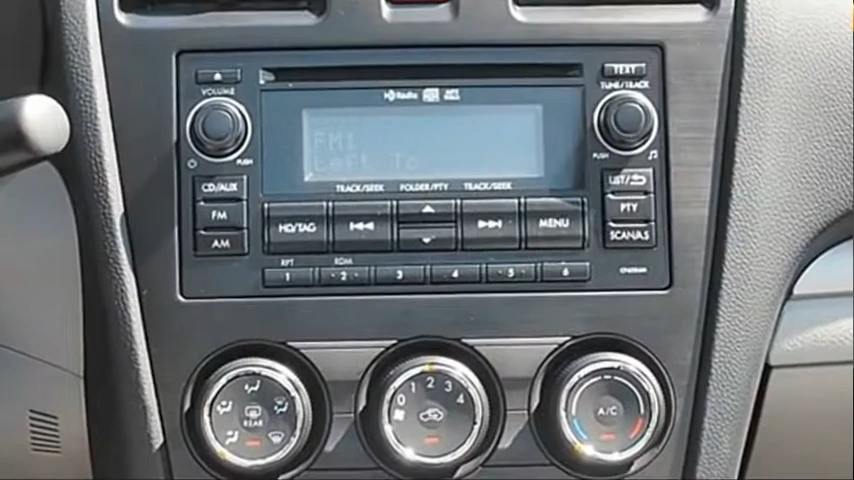 TEXT
VOLUME
TUNE/TRACK
HD Radio
FM1
Left To
PUSH
PUSH
TRACK/SEEK
FOLDER/PTY
TRACK/SEEK
CD/AUX
LIST/
FM
HD/TAG
MENU
PTY
AM
SCAN/A.S
RPT
RDM
1
2
3
4
5
6
0
1
2
3
4
REAR
A/C